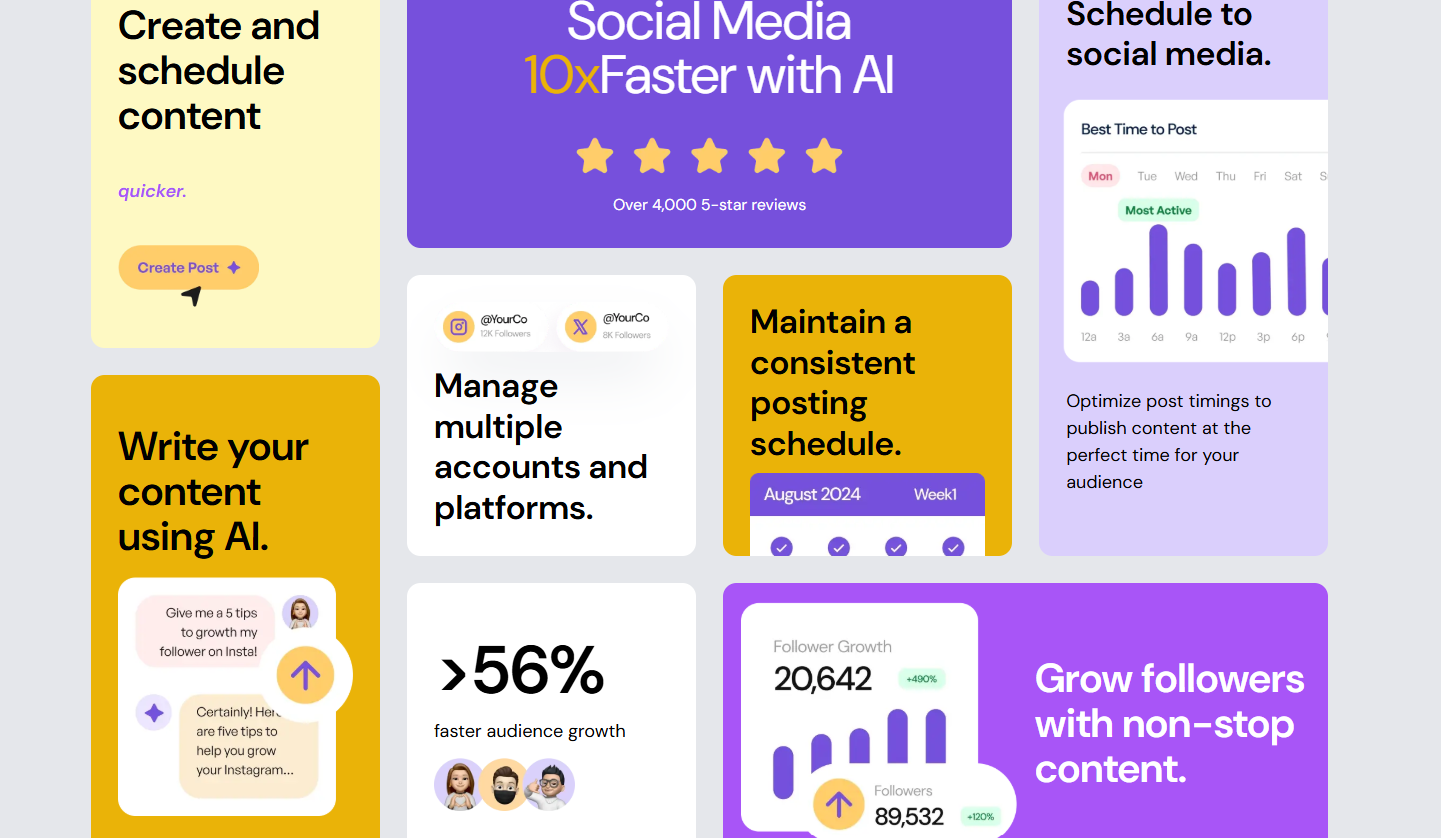 Create and
schedule
content
quicker.
Create Post
Social Media
10xFaster with AI
Over 4,000 5-star reviews
Schedule to
social media.
Best Time to Post
Mon Tue Wed Thu Fri Sat
Most Active
12a 3a 6a 9a 12p 3p 6p
Optimize post timings to
publish content at the
perfect time for your
audience
@YourCo
12K Followers
@YourCo
8K Followers
Manage
multiple
accounts and
platforms.
Maintain a
consistent
posting
schedule.
August 2024 Week1
Write your
content
using AI.
Give me a 5 tips
to growth my
follower on Insta!
Certainly! Here
are five tips to
help you grow
your Instagram...
>56%
faster audience growth
Follower Growth
20,642 +490%
Followers
89,532 +120%
Grow followers
with non-stop
content.